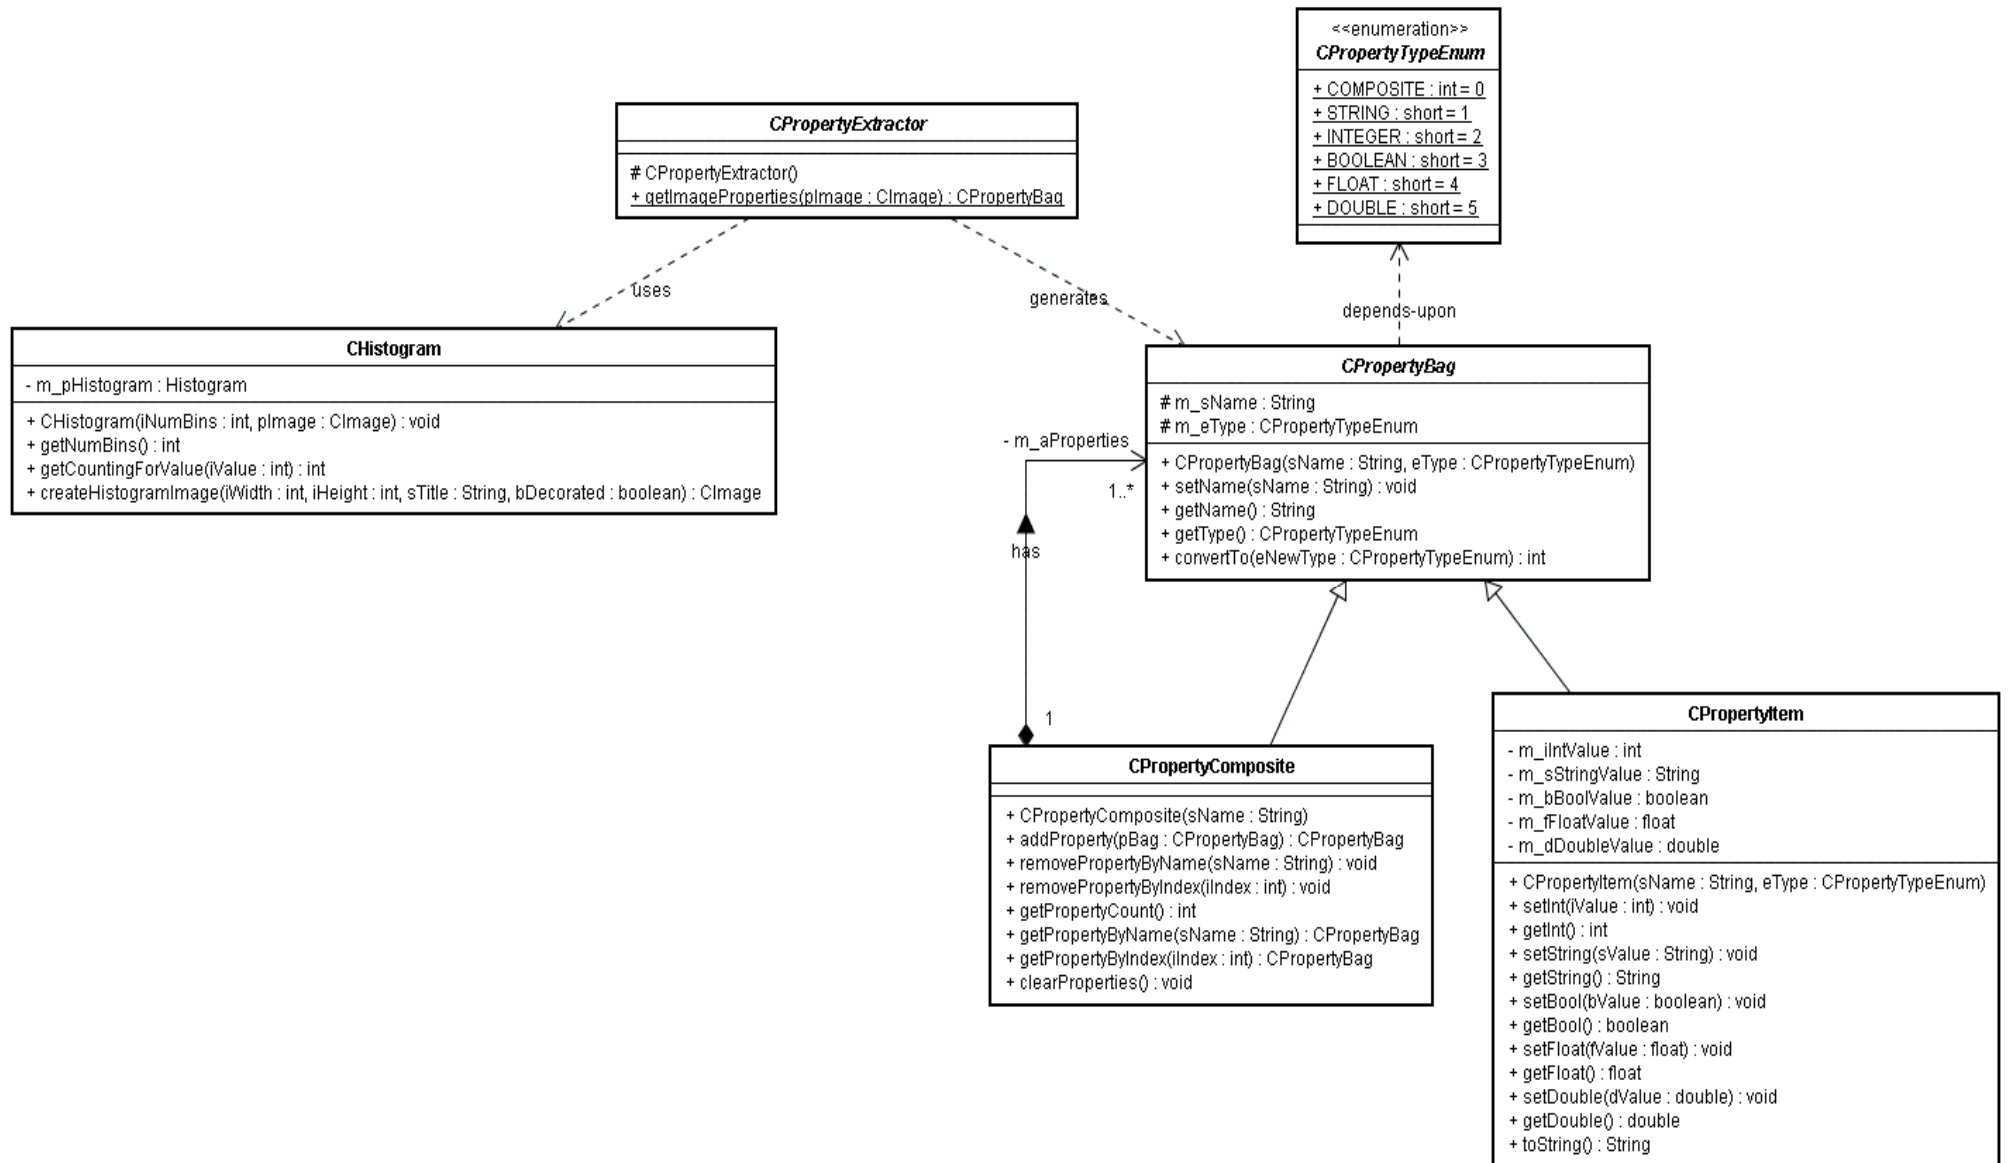 <<enumeration>>
CPropertyTypeEnum
+ COMPOSITE : int = 0
+ STRING : short = 1
+ INTEGER : short = 2
+ BOOLEAN : short = 3
+ FLOAT : short = 4
+ DOUBLE : short = 5
CPropertyExtractor
# CPropertyExtractor()
+ getImageProperties(pImage : CImage) : CPropertyBag
uses
generates
depends-upon
CHistogram
- m_pHistogram : Histogram
+ CHistogram(iNumBins : int, pImage : CImage) : void
+ getNumBins() : int
+ getCountingForValue(iValue : int) : int
+ createHistogramImage(iWidth : int, iHeight : int, sTitle : String, bDecorated : boolean) : CImage
CPropertyBag
# m_sName : String
# m_eType : CPropertyTypeEnum
+ CPropertyBag(sName : String, eType : CPropertyTypeEnum)
+ setName(sName : String) : void
+ getName() : String
+ getType() : CPropertyTypeEnum
+ convertTo(eNewType : CPropertyTypeEnum) : int
- m_aProperties
1..*
has
1
CPropertyComposite
+ CPropertyComposite(sName : String)
+ addProperty(pBag : CPropertyBag) : CPropertyBag
+ removePropertyByName(sName : String) : void
+ removePropertyByIndex(iIndex : int) : void
+ getPropertyCount() : int
+ getPropertyByName(sName : String) : CPropertyBag
+ getPropertyByIndex(iIndex : int) : CPropertyBag
+ clearProperties() : void
CPropertyItem
- m_iIntValue : int
- m_sStringValue : String
- m_bBoolValue : boolean
- m_fFloatValue : float
- m_dDoubleValue : double
+ CPropertyItem(sName : String, eType : CPropertyTypeEnum)
+ setInt(iValue : int) : void
+ getInt() : int
+ setString(sValue : String) : void
+ getString() : String
+ setBool(bValue : boolean) : void
+ getBool() : boolean
+ setFloat(fValue : float) : void
+ getFloat() : float
+ setDouble(dValue : double) : void
+ getDouble() : double
+ toString() : String